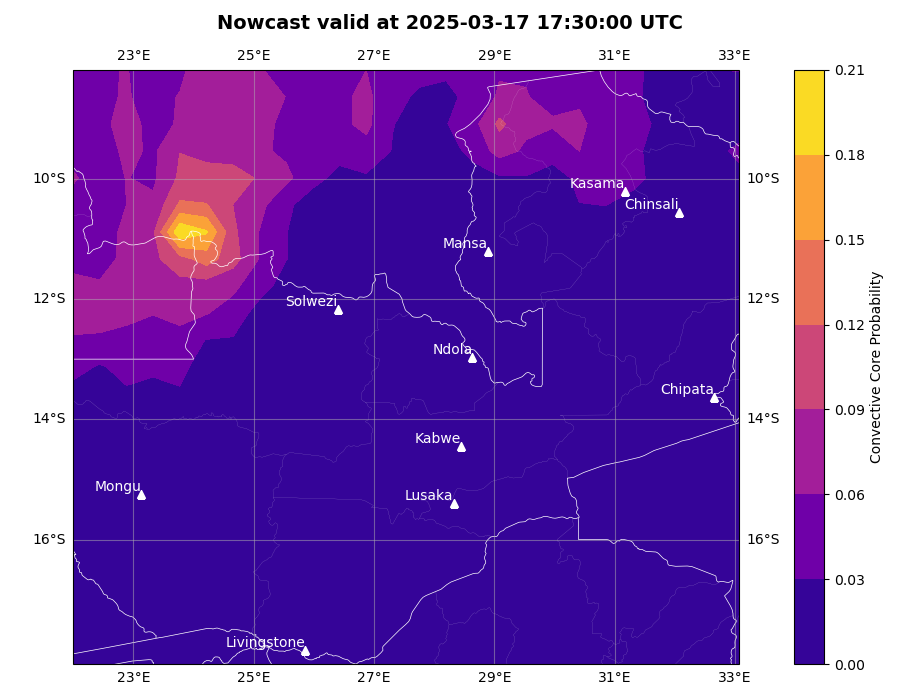 Nowcast valid at 2025-03-17 17:30:00 UTC
23°E 25°E 27°E 29°E 31°E 33°E
0.21
0.18
10°S 10°S
Kasama
Chinsali
0.15
Mansa
12°S 12°S
Solwezi
0.12
Ndola
Convective Core Probability
Chipata
0.09
14°S 14°S
Kabwe
Mongu
Lusaka
0.06
16°S 16°S
0.03
Livingstone
0.00
23°E 25°E 27°E 29°E 31°E 33°E